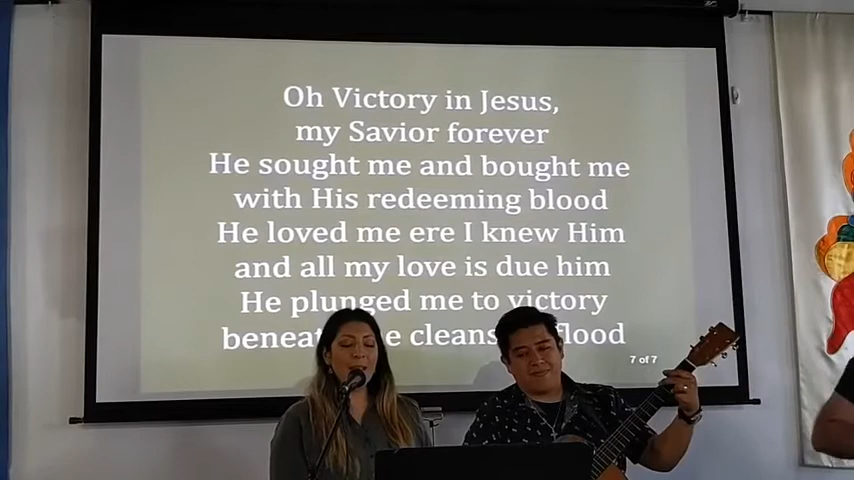 Oh Victory in Jesus,
my Savior forever
He sought me and bought me
with His redeeming blood
He loved me ere I knew Him
and all my love is due him
He plunged me to victory
beneath cleans flood
7 of 7